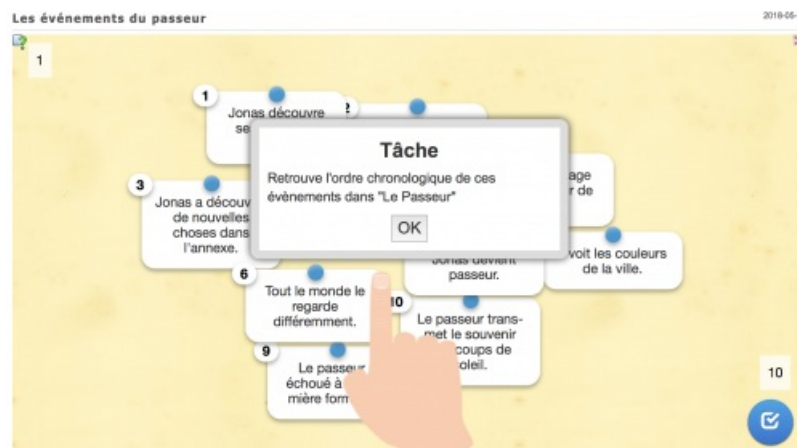 Les événements du passeur
2018-05-
1
1
Jonas découvre
se
2
Tâche
Retrouve l'ordre chronologique de ces
évènements dans "Le Passeur"
OK
age
r de
3
Jonas a découv
de nouvelles
choses dans
l'annexe.
Jonas devient
passeur.
voit les couleurs
de la ville.
6
Tout le monde le
regarde
différemment.
10
Le passeur trans-
met le souvenir
coups de
oleil.
9
Le passeur
échoué à
mière form
10